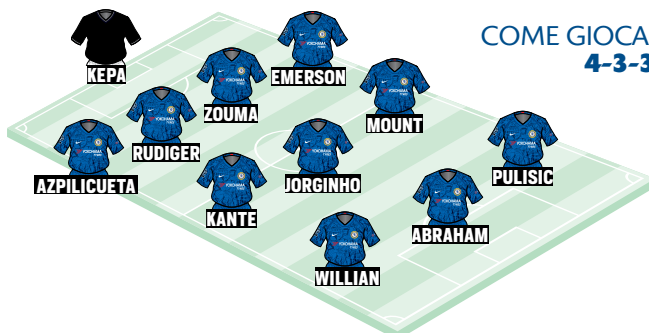 COME GIOCA
4-3-3
KEPA
EMERSON
ZOUMA
MOUNT
RUDIGER
PULISIC
AZPILICUETA
JORGINHO
KANTE
ABRAHAM
WILLIAN